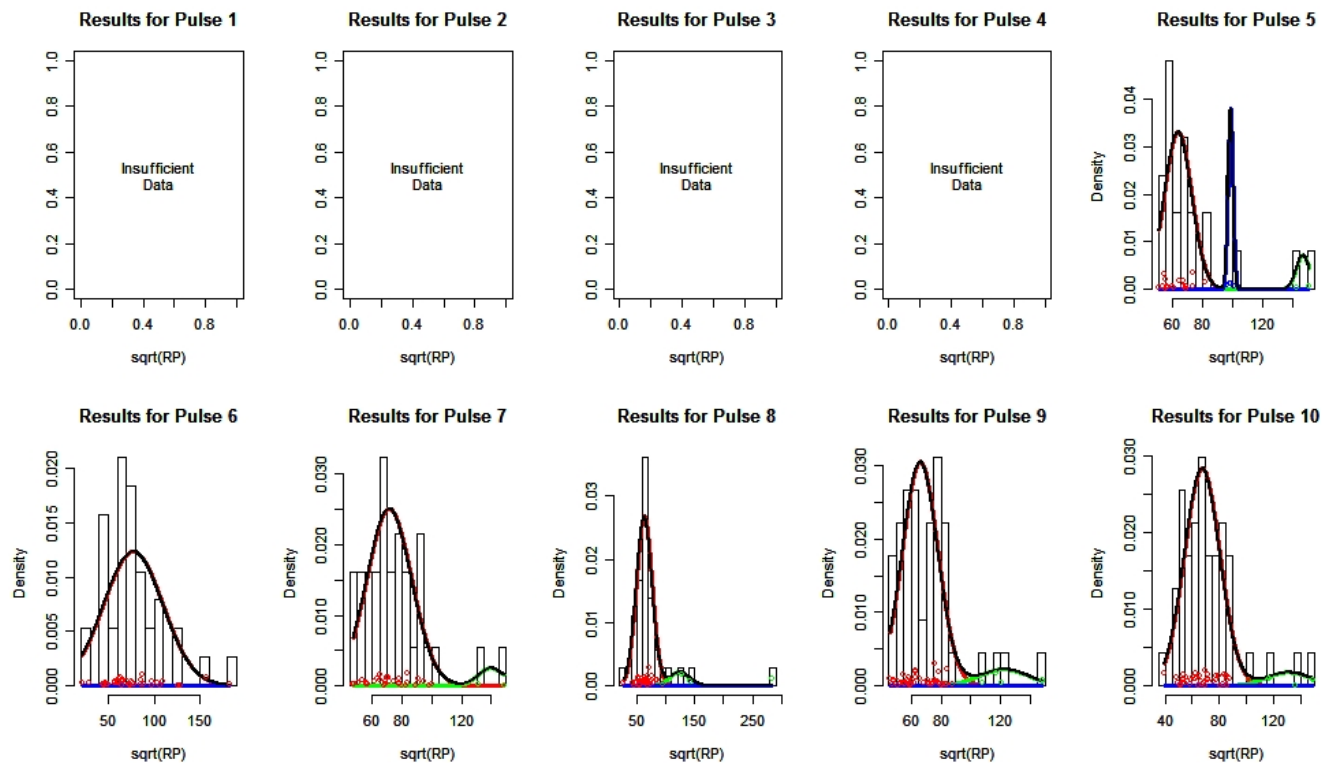 Results for Pulse 1
Results for Pulse 2
Results for Pulse 3
Results for Pulse 4
Results for Pulse 5
1.0
0.8
0.6
0.4
0.2
0.0
Insufficient
Data
0.0
0.4
0.8
sqrt(RP)
1.0
0.8
0.6
0.4
0.2
0.0
Insufficient
Data
0.0
0.4
0.8
sqrt(RP)
1.0
0.8
0.6
0.4
0.2
0.0
Insufficient
Data
0.0
0.4
0.8
sqrt(RP)
1.0
0.8
0.6
0.4
0.2
0.0
Insufficient
Data
0.0
0.4
0.8
sqrt(RP)
Density
0.04
0.03
0.02
0.01
0.00
60
80
120
sqrt(RP)
Results for Pulse 6
Results for Pulse 7
Results for Pulse 8
Results for Pulse 9
Results for Pulse 10
Density
0.020
0.015
0.010
0.005
0.000
50
100
150
sqrt(RP)
Density
0.030
0.020
0.010
0.000
60
80
120
sqrt(RP)
Density
0.03
0.02
0.01
0.00
50
150
250
sqrt(RP)
Density
0.030
0.020
0.010
0.000
60
80
120
sqrt(RP)
Density
0.030
0.020
0.010
0.000
40
60
80
120
sqrt(RP)